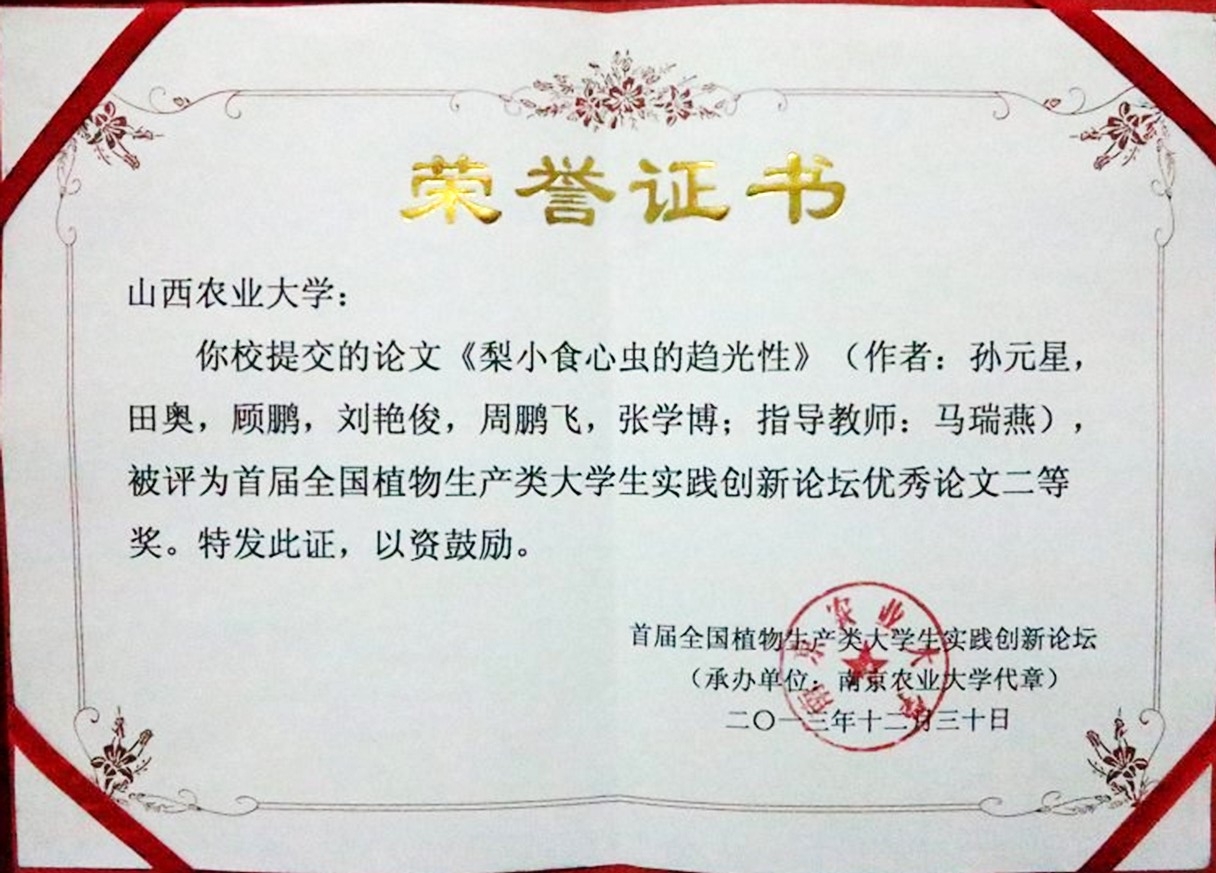 荣誉证书
山西农业大学：
你校提交的论文《梨小食心虫的趋光性》（作者：孙元星，
田奥，顾鹏，刘艳俊，周鹏飞，张学博；指导教师：马瑞燕），
被评为首届全国植物生产类大学生实践创新论坛优秀论文二等
奖。特发此证，以资鼓励。
首届全国植物生产类大学生实践创新论坛
（承办单位：南京农业大学代章）
二〇一三年十二月三十日
南京农业大学